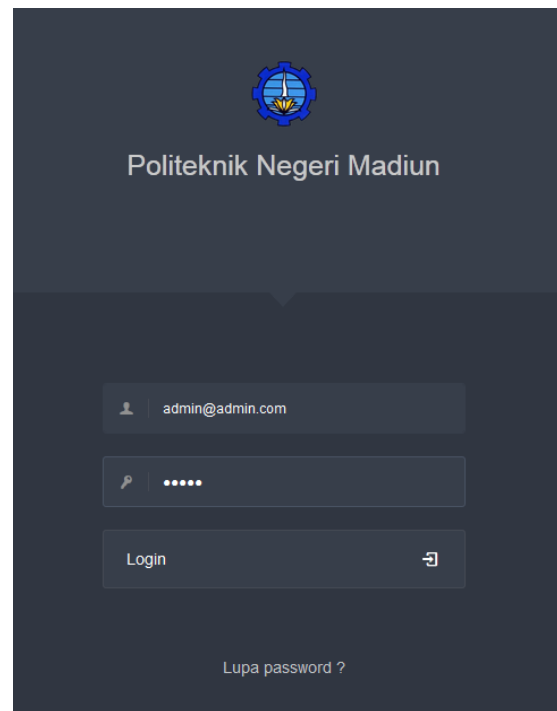 Politeknik Negeri Madiun
admin@admin.com
•••••
Login
Lupa password ?